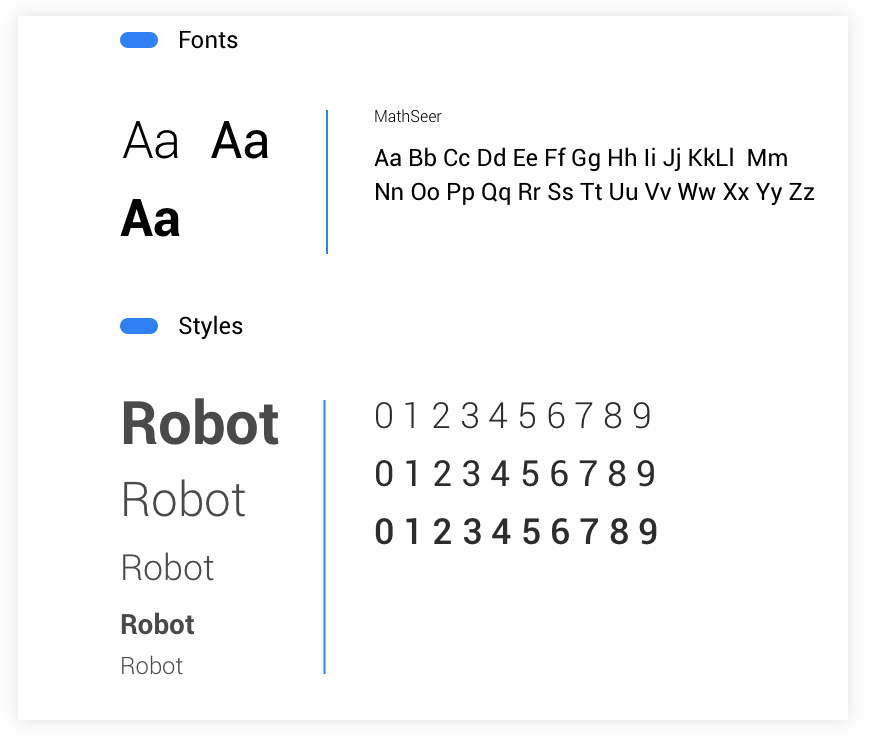 Fonts
Aa Aa
Aa
MathSeer
Aa Bb Cc Dd Ee Ff Gg Hh Ii Jj KkLl  Mm
Nn Oo Pp Qq Rr Ss Tt Uu Vv Ww Xx Yy Zz
Styles
Robot
Robot
Robot
Robot
Robot
0 1 2 3 4 5 6 7 8 9
0 1 2 3 4 5 6 7 8 9
0 1 2 3 4 5 6 7 8 9